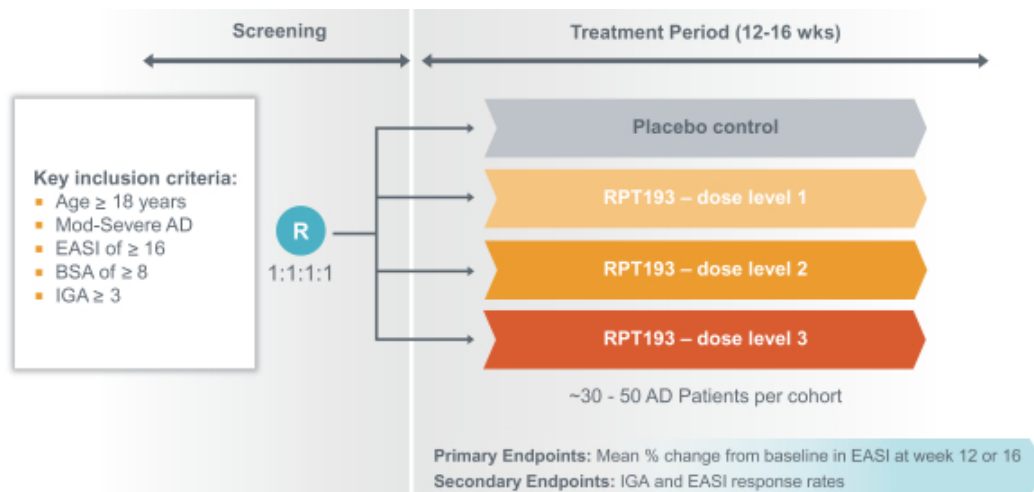 Screening
Treatment Period (12-16 wks)
Key inclusion criteria:
Age ≥ 18 years
Mod-Severe AD
EASI of ≥ 16
BSA of ≥ 8
IGA ≥ 3
R
1:1:1:1
Placebo control
RPT193 – dose level 1
RPT193 – dose level 2
RPT193 – dose level 3
~30 - 50 AD Patients per cohort
Primary Endpoints: Mean % change from baseline in EASI at week 12 or 16
Secondary Endpoints: IGA and EASI response rates